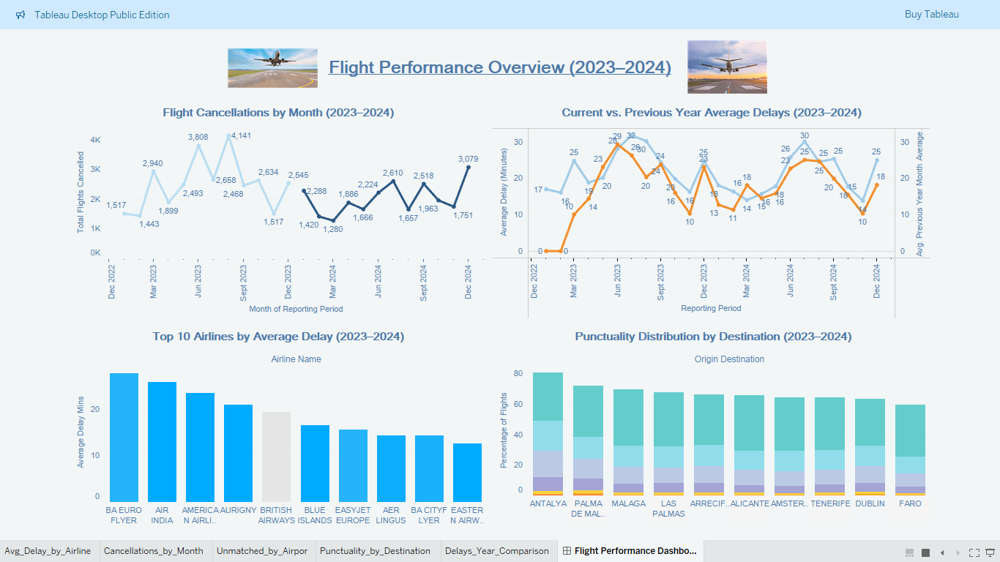 Tableau Desktop Public Edition
Buy Tableau
Flight Performance Overview (2023–2024)
Flight Cancellations by Month (2023–2024)
Total Flights Cancelled
4K
3K
2K
1K
0K
1,517
1,443
2,940
1,899
2,493
3,808
2,658
4,141
2,468
2,634
1,517
2,545
2,288
1,420
1,280
1,886
1,666
2,224
2,610
1,657
2,518
1,963
1,751
3,079
Dec 2022
Mar 2023
Jun 2023
Sept 2023
Dec 2023
Mar 2024
Jun 2024
Sept 2024
Dec 2024
Month of Reporting Period
Current vs. Previous Year Average Delays (2023–2024)
Average Delay (Minutes)
30
20
10
0
17
16
25
19
20
28
32
30
24
20
16
25
18
16
14
16
18
26
30
25
25
18
14
25
0
0
10
14
23
29
26
20
24
16
10
23
13
11
18
15
16
23
25
25
20
15
10
18
30
20
10
0
Avg. Previous Year Month Average..
Dec 2022
Mar 2023
Jun 2023
Sept 2023
Dec 2023
Mar 2024
Jun 2024
Sept 2024
Dec 2024
Reporting Period
Top 10 Airlines by Average Delay (2023–2024)
Airline Name
Average Delay Mins
20
10
0
BA EURO
FLYER
AIR
INDIA
AMERICA
N AIRLI..
AURIGNY
BRITISH
AIRWAYS
BLUE
ISLANDS
EASYJET
EUROPE
AER
LINGUS
BA CITYF
LYER
EASTER
N AIRW..
Punctuality Distribution by Destination (2023–2024)
Origin Destination
Percentage of Flights
80
60
40
20
0
ANTALYA
PALMA
DE MAL..
MALAGA
LAS
PALMAS
ARRECIF..
ALICANTE
AMSTER..
TENERIFE
DUBLIN
FARO
Avg_Delay_by_Airline
Cancellations_by_Month
Unmatched_by_Airpor
Punctuality_by_Destination
Delays_Year_Comparison
Flight Performance Dashbo...